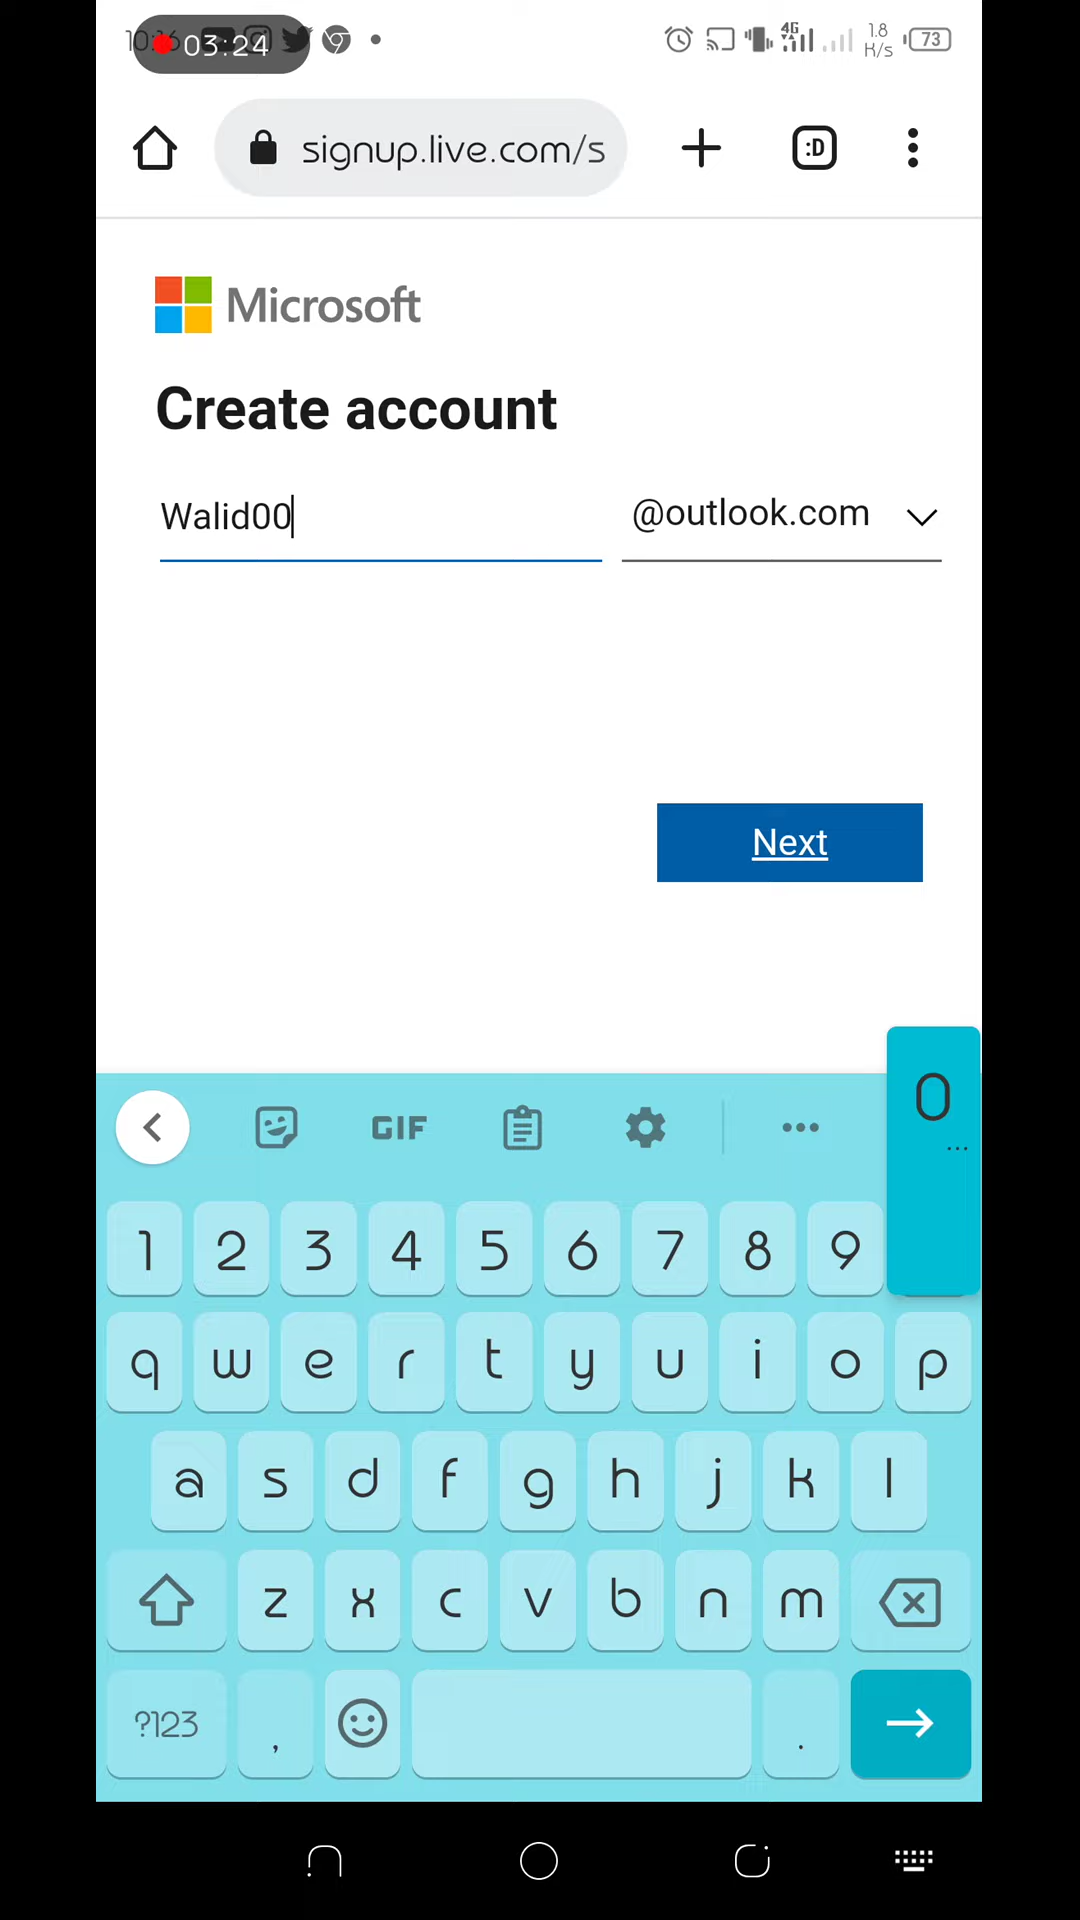 03:24 4G 1.8 K/s 73
signup.live.com/s :D
Microsoft
Create account
Walid00 @outlook.com
Next
0
...
GIF
1 2 3 4 5 6 7 8 9
q w e r t y u i o p
a s d f g h j k l
z x c v b n m
?123 , .